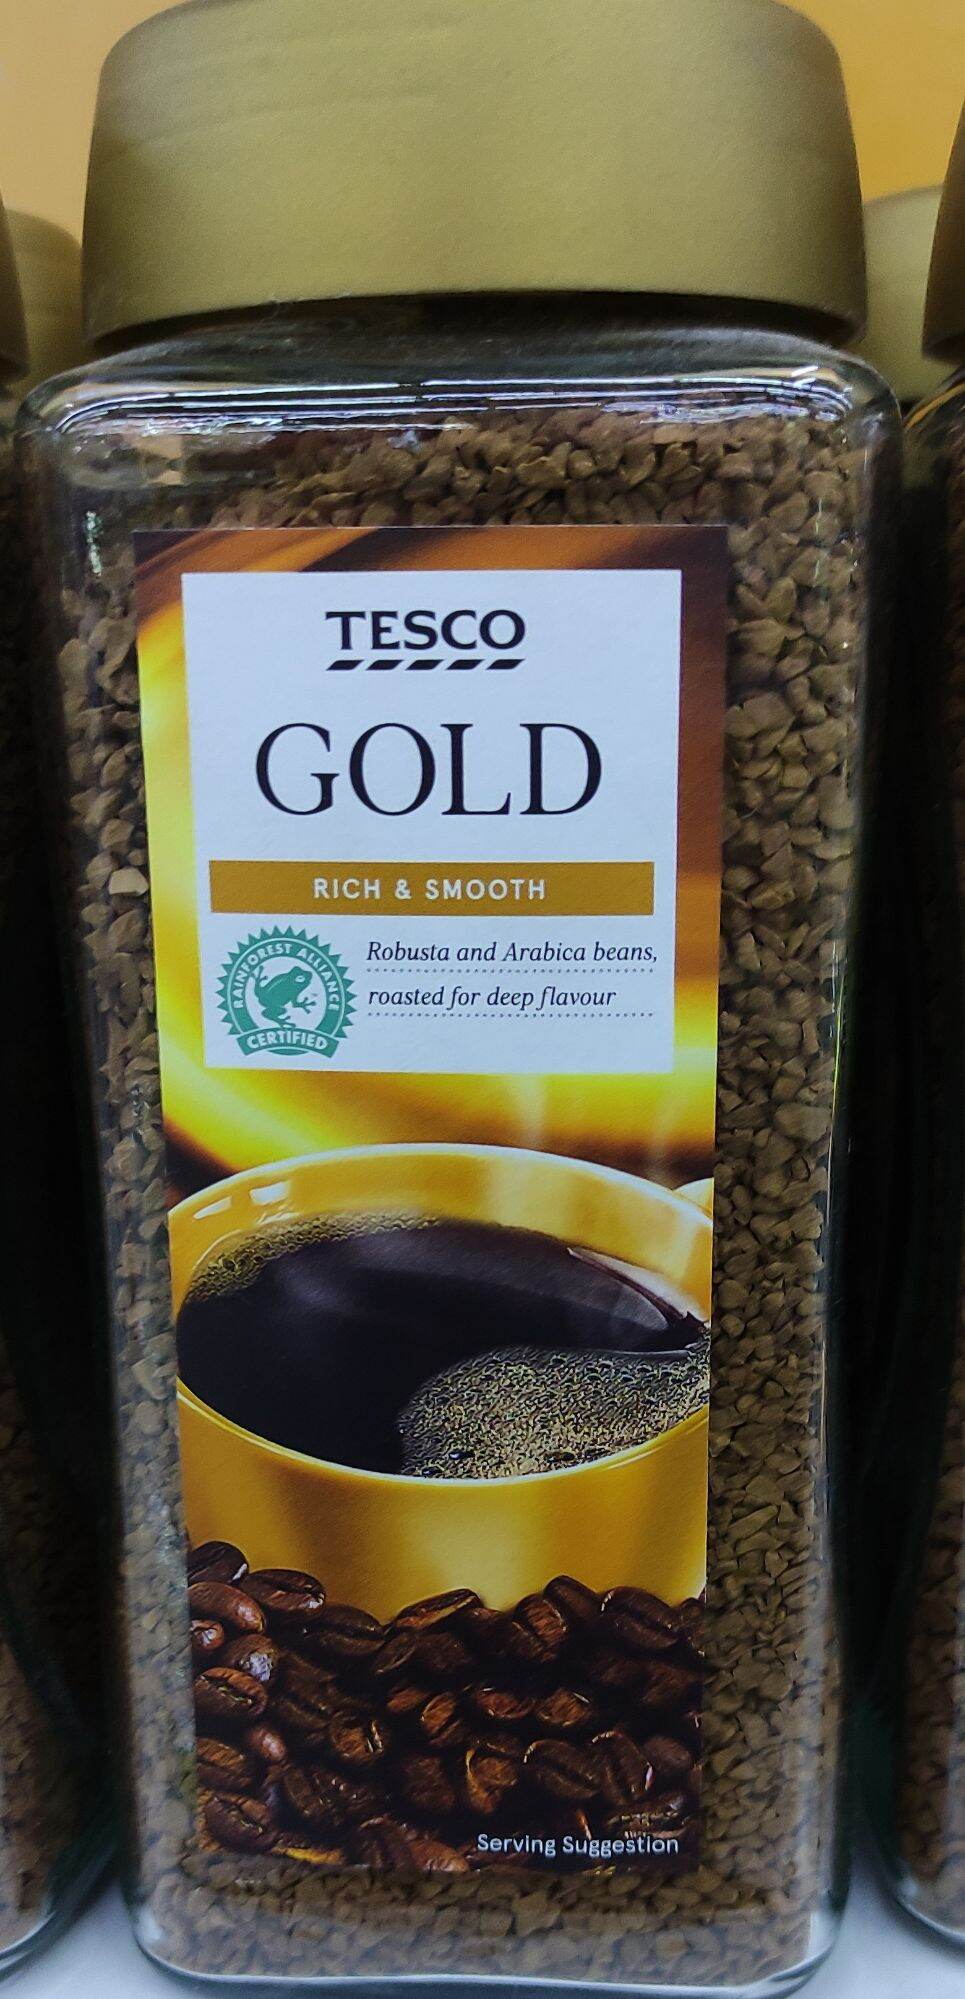 TESCO
GOLD
RICH & SMOOTH
RAINFOREST ALLIANCE
CERTIFIED
Robusta and Arabica beans,
roasted for deep flavour
Serving Suggestion